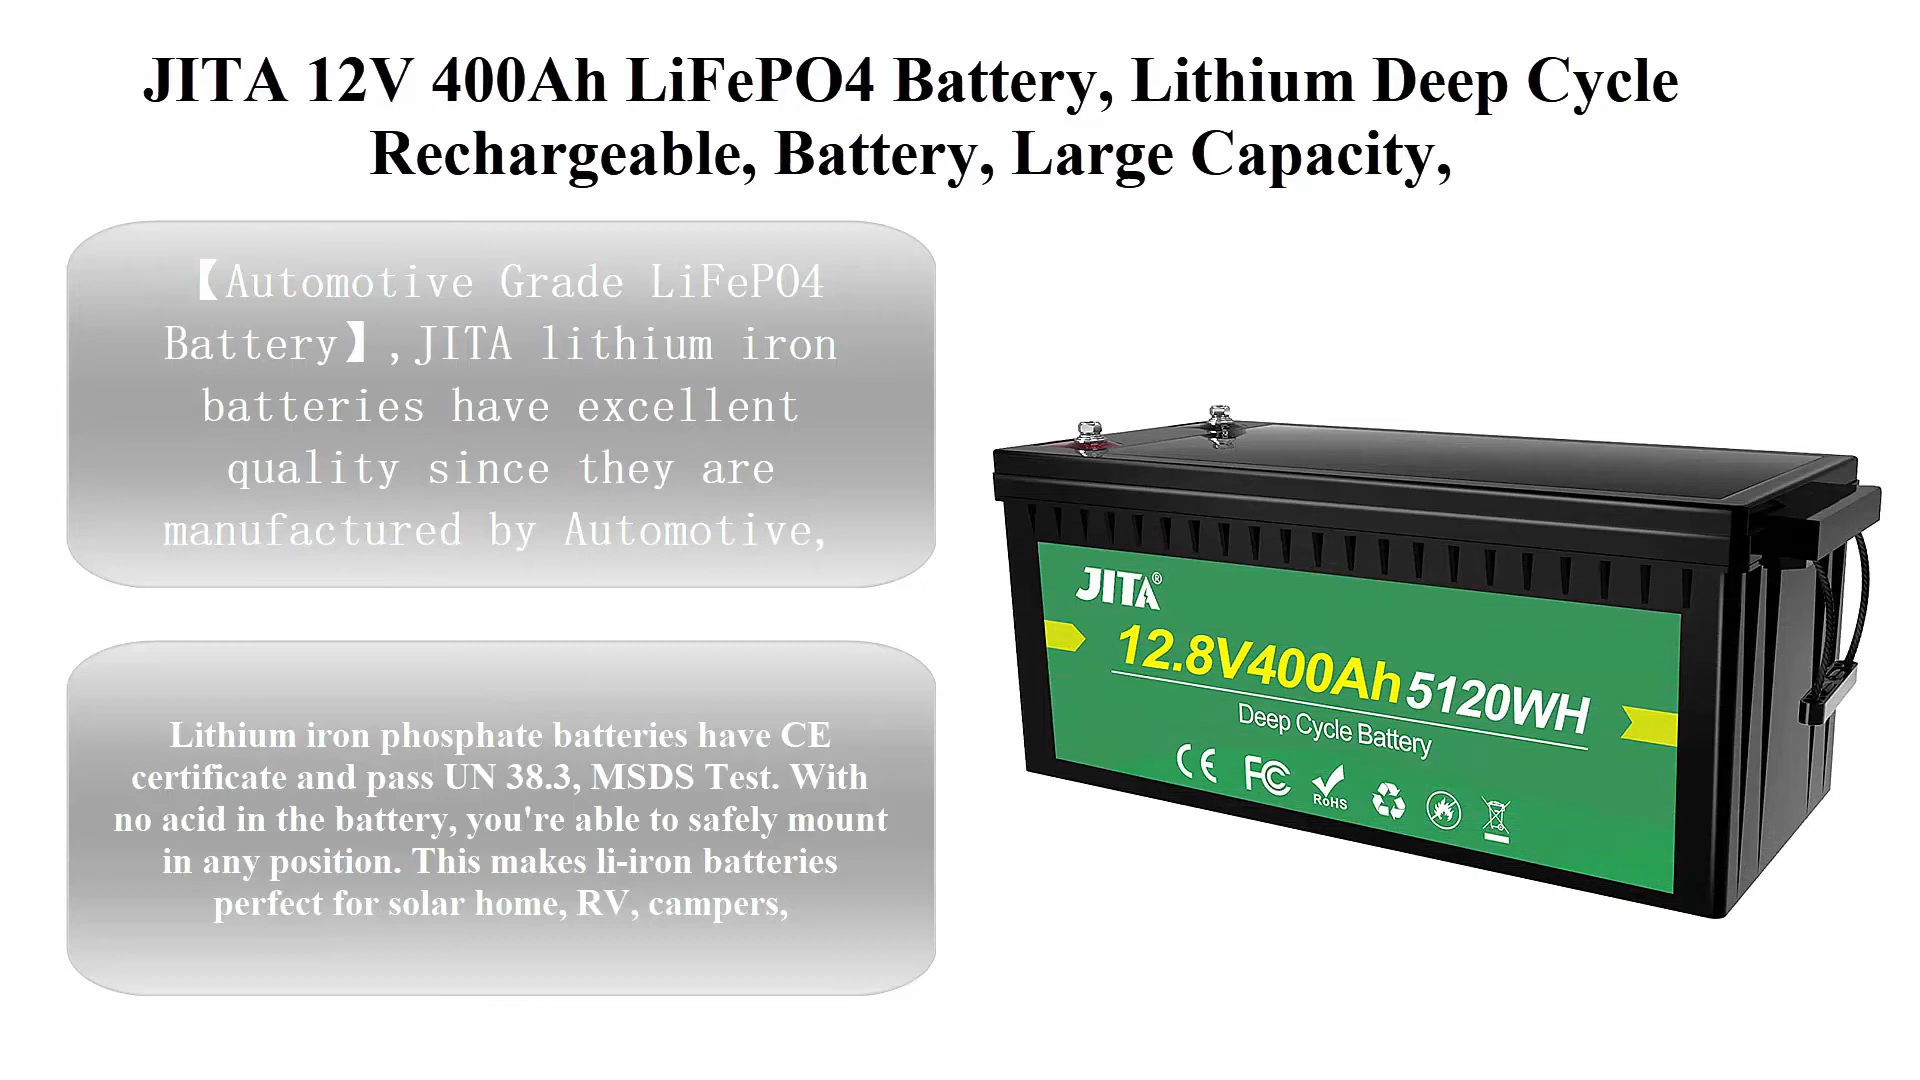 JITA 12V 400Ah LiFePO4 Battery, Lithium Deep Cycle
Rechargeable, Battery, Large Capacity,
【Automotive Grade LiFePO4
Battery】,JITA lithium iron
batteries have excellent
quality since they are
manufactured by Automotive,
Lithium iron phosphate batteries have CE
certificate and pass UN 38.3, MSDS Test. With
no acid in the battery, you're able to safely mount
in any position. This makes li-iron batteries
perfect for solar home, RV, campers,
JITA®
12.8V400Ah 5120WH
Deep Cycle Battery
CE FC RoHS